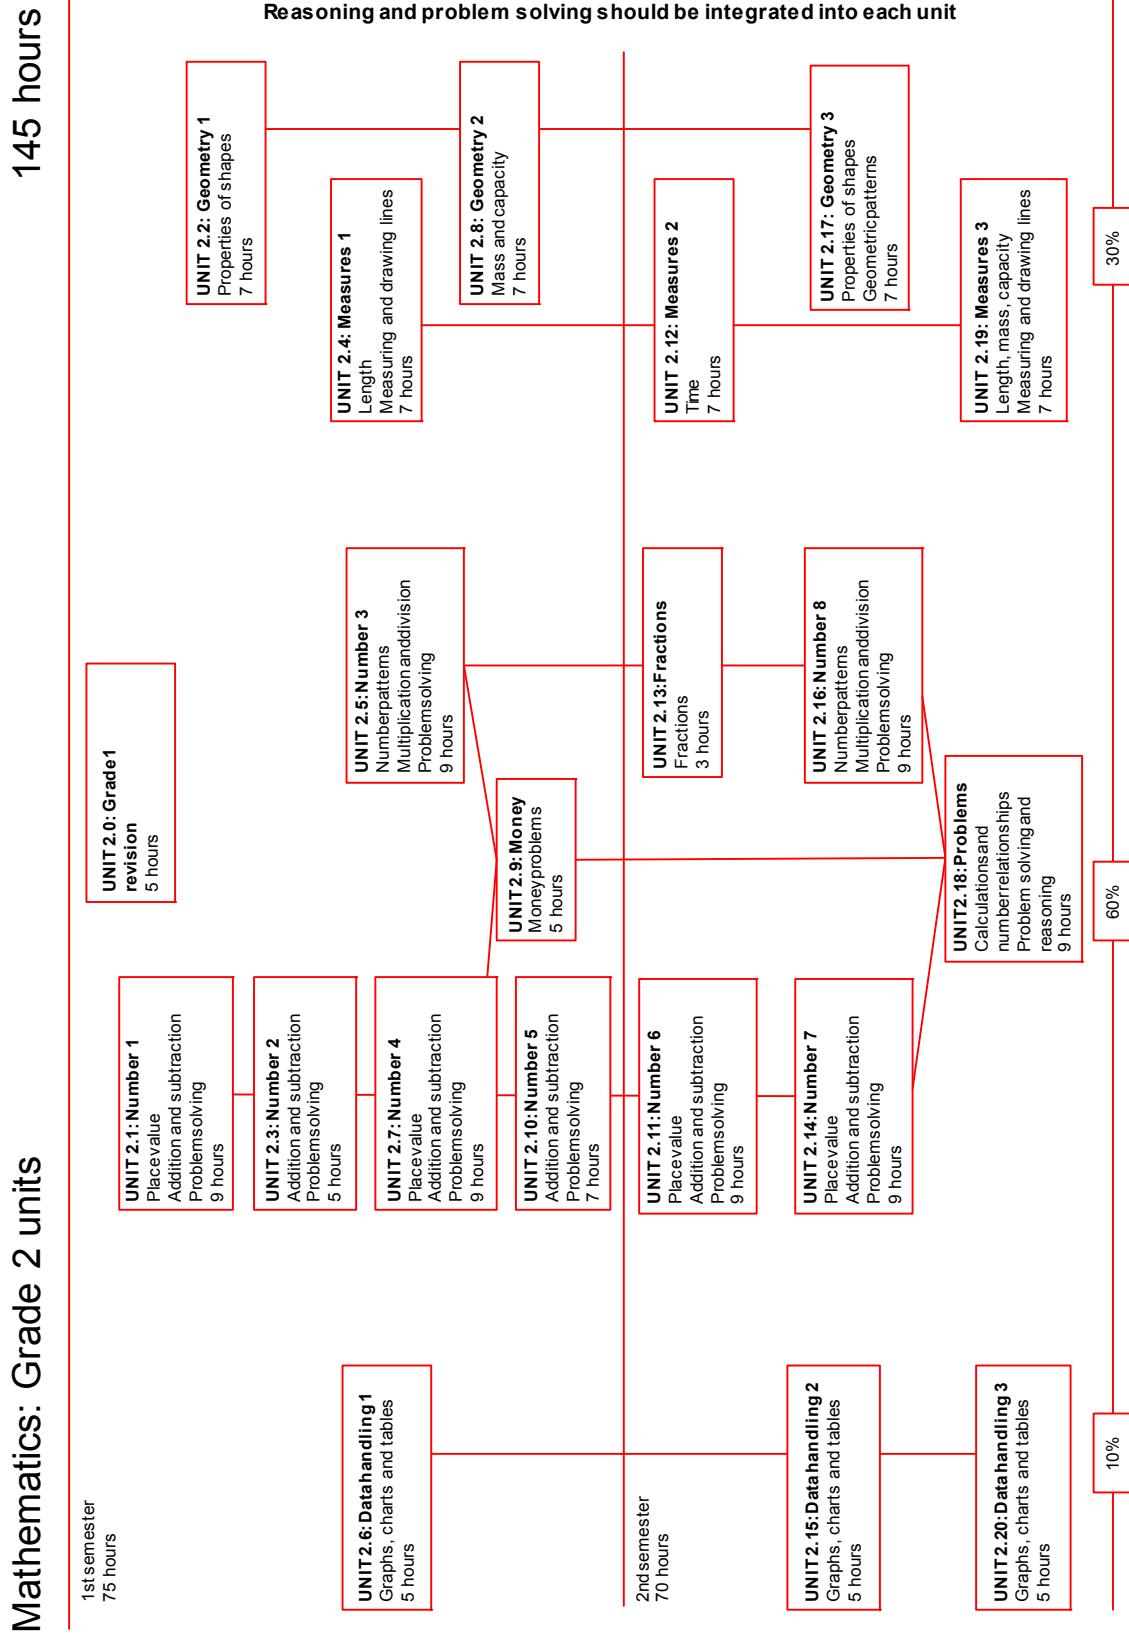 Mathematics: Grade 2 units
145 hours
1st semester
75 hours
UNIT 2.0: Grade 1
revision
5 hours
UNIT 2.1: Number 1
Place value
Addition and subtraction
Problem solving
9 hours
UNIT 2.2: Geometry 1
Properties of shapes
7 hours
UNIT 2.3: Number 2
Addition and subtraction
Problem solving
5 hours
UNIT 2.4: Measures 1
Length
Measuring and drawing lines
7 hours
UNIT 2.6: Data handling 1
Graphs, charts and tables
5 hours
UNIT 2.7: Number 4
Place value
Addition and subtraction
Problem solving
9 hours
UNIT 2.5: Number 3
Number patterns
Multiplication and division
Problem solving
9 hours
UNIT 2.8: Geometry 2
Mass and capacity
7 hours
UNIT 2.9: Money
Money problems
5 hours
UNIT 2.10: Number 5
Addition and subtraction
Problem solving
7 hours
2nd semester
70 hours
UNIT 2.11: Number 6
Place value
Addition and subtraction
Problem solving
9 hours
UNIT 2.13: Fractions
Fractions
3 hours
UNIT 2.12: Measures 2
Time
7 hours
UNIT 2.15: Data handling 2
Graphs, charts and tables
5 hours
UNIT 2.14: Number 7
Place value
Addition and subtraction
Problem solving
9 hours
UNIT 2.16: Number 8
Number patterns
Multiplication and division
Problem solving
9 hours
UNIT 2.17: Geometry 3
Properties of shapes
Geometric patterns
7 hours
UNIT 2.20: Data handling 3
Graphs, charts and tables
5 hours
UNIT 2.18: Problems
Calculations and
number relationships
Problem solving and
reasoning
9 hours
UNIT 2.19: Measures 3
Length, mass, capacity
Measuring and drawing lines
7 hours
10%
60%
30%
Reasoning and problem solving should be integrated into each unit